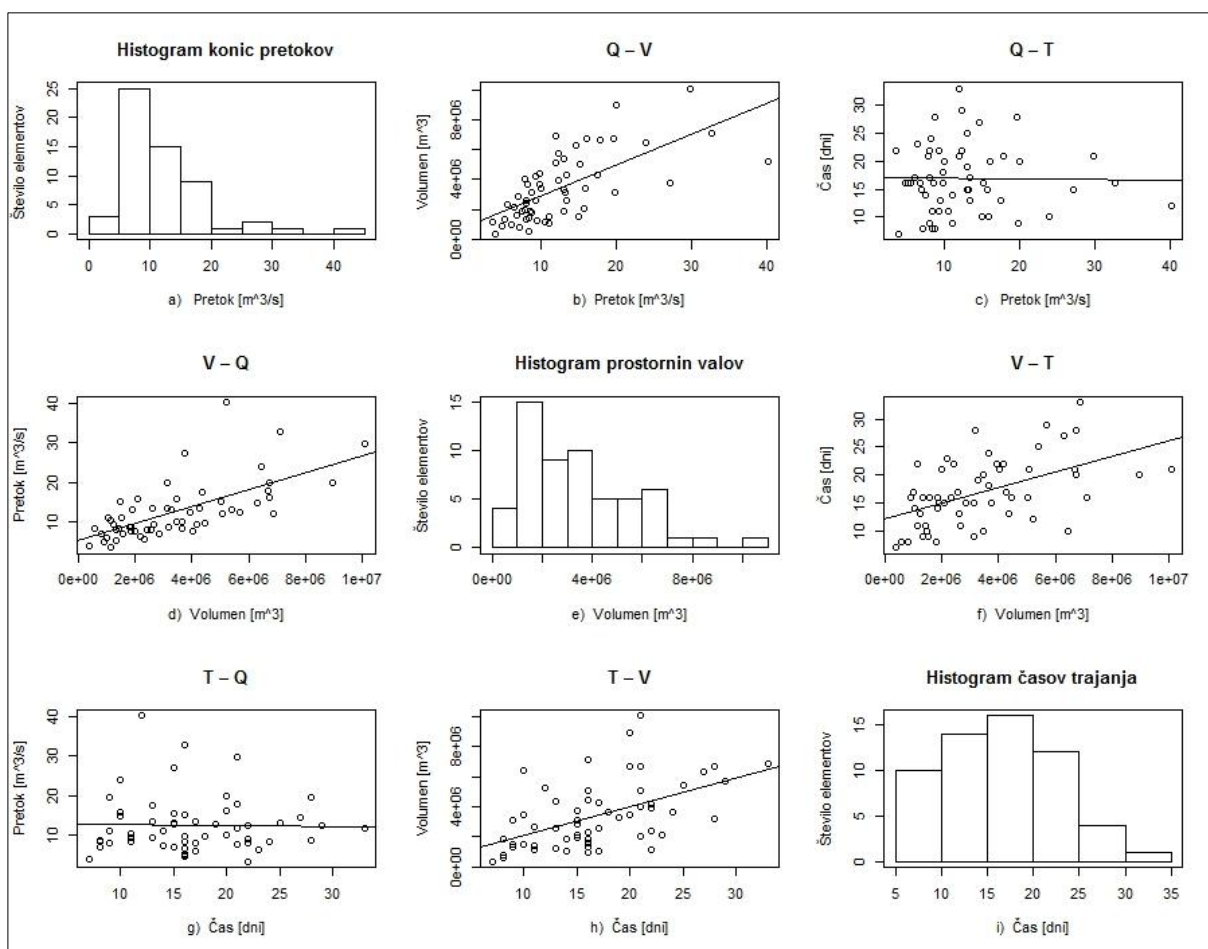 Histogram konic pretokov
Število elementov
25
20
15
10
5
0
0 10 20 30 40
a) Pretok [m^3/s]
Q – V
Volumen [m^3]
8e+06
4e+06
0e+00
10 20 30 40
b) Pretok [m^3/s]
Q – T
Čas [dni]
30
25
20
15
10
10 20 30 40
c) Pretok [m^3/s]
V – Q
Pretok [m^3/s]
40
30
20
10
0e+00 2e+06 4e+06 6e+06 8e+06 1e+07
d) Volumen [m^3]
Histogram prostornin valov
Število elementov
15
10
5
0
0e+00 4e+06 8e+06
e) Volumen [m^3]
V – T
Čas [dni]
30
25
20
15
10
0e+00 2e+06 4e+06 6e+06 8e+06 1e+07
f) Volumen [m^3]
T – Q
Pretok [m^3/s]
40
30
20
10
10 15 20 25 30
g) Čas [dni]
T – V
Volumen [m^3]
8e+06
4e+06
0e+00
10 15 20 25 30
h) Čas [dni]
Histogram časov trajanja
Število elementov
15
10
5
0
5 10 15 20 25 30 35
i) Čas [dni]